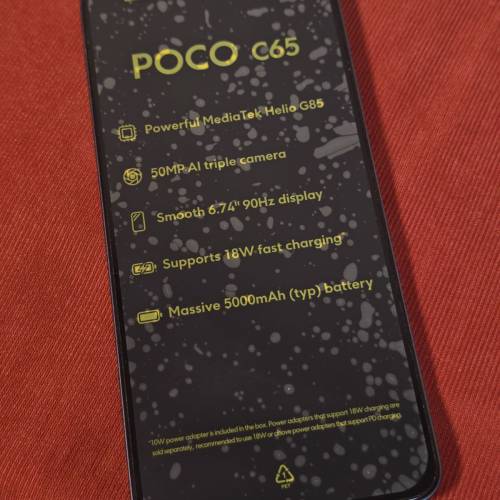 POCO C65
Powerful MediaTek Helio G85
50MP AI triple camera
Smooth 6.74" 90Hz display
Supports 18W fast charging*
Massive 5000mAh (typ) battery
*10W power adapter is included in the box. Power adapters that support 18W charging are
sold separately, recommended to use 18W or above power adapters that support PD charging.
1
PET